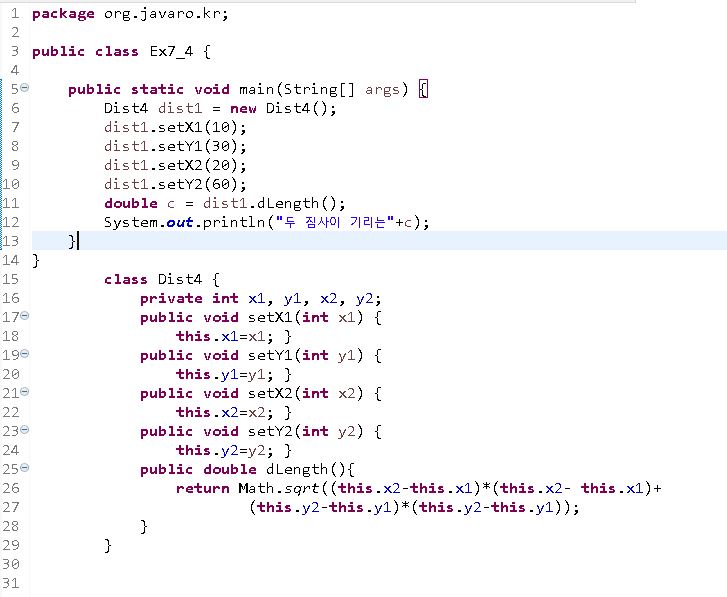 1 package org.javaro.kr;
2
3 public class Ex7_4 {
4
5 public static void main(String[] args) {
6 Dist4 dist1 = new Dist4();
7 dist1.setX1(10);
8 dist1.setY1(30);
9 dist1.setX2(20);
10 dist1.setY2(60);
11 double c = dist1.dLength();
12 System.out.println("두 짐사이 기리는"+c);
13 }
14 }
15 class Dist4 {
16 private int x1, y1, x2, y2;
17 public void setX1(int x1) {
18 this.x1=x1; }
19 public void setY1(int y1) {
20 this.y1=y1; }
21 public void setX2(int x2) {
22 this.x2=x2; }
23 public void setY2(int y2) {
24 this.y2=y2; }
25 public double dLength(){
26 return Math.sqrt((this.x2-this.x1)*(this.x2- this.x1)+
27 (this.y2-this.y1)*(this.y2-this.y1));
28 }
29 }
30
31